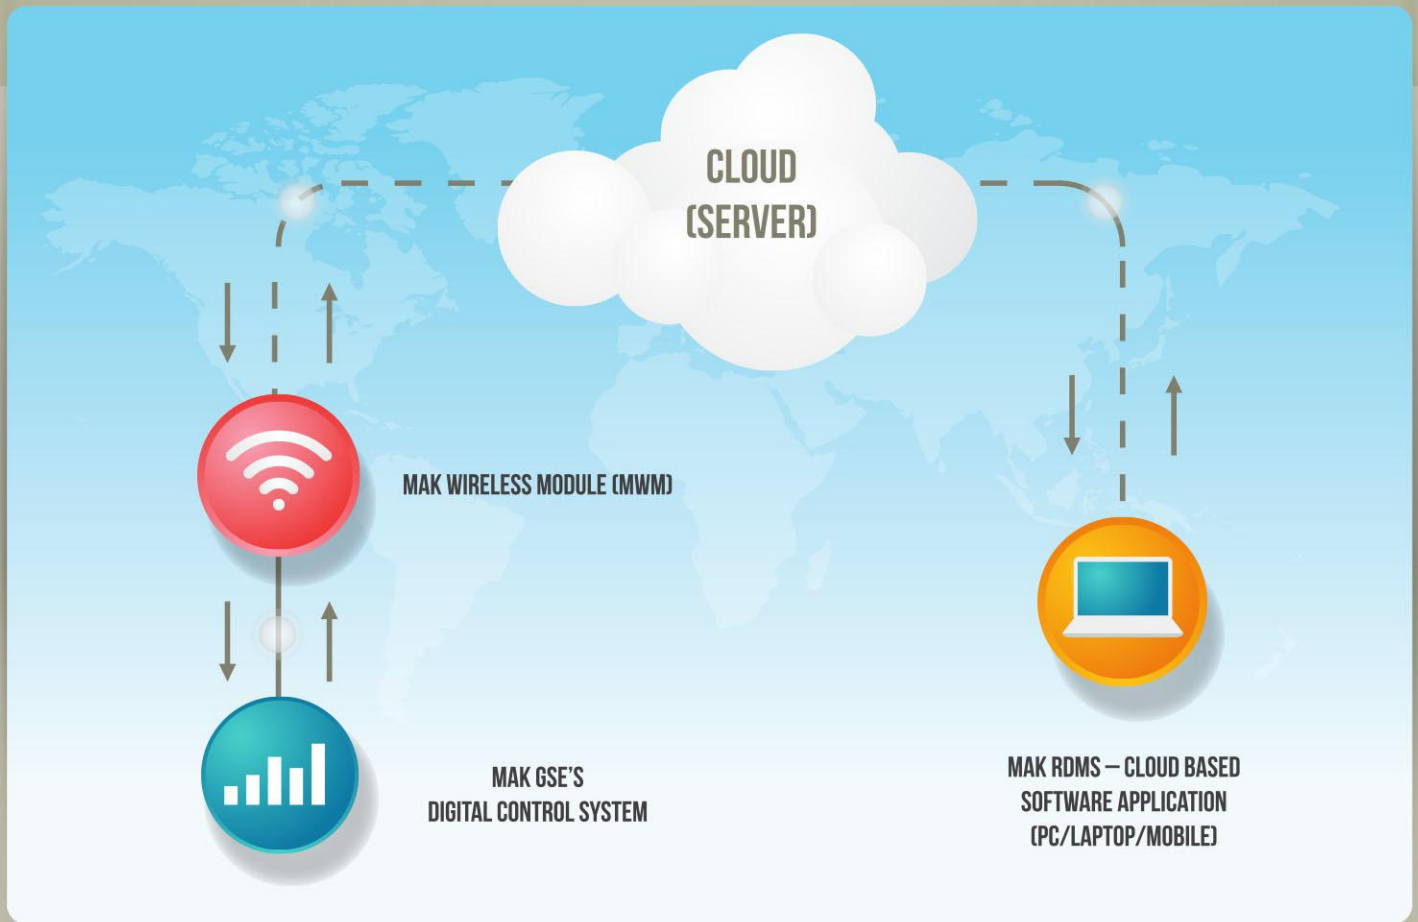 CLOUD
(SERVER)
MAK WIRELESS MODULE (MWM)
MAK GSE'S
DIGITAL CONTROL SYSTEM
MAK RDMS – CLOUD BASED
SOFTWARE APPLICATION
(PC/LAPTOP/MOBILE)